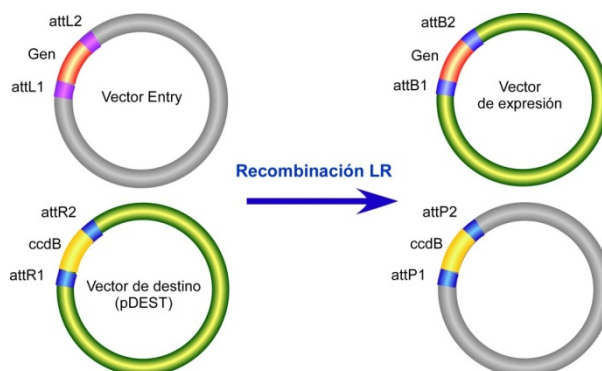 attL2
Gen
attL1
Vector Entry
attB2
Gen
attB1
Vector
de expresión
Recombinación LR
attR2
ccdB
attR1
Vector de destino
(pDEST)
attP2
ccdB
attP1